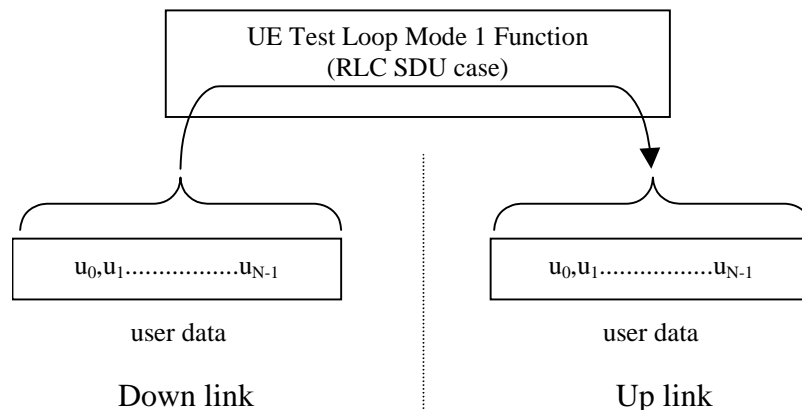 UE Test Loop Mode 1 Function
(RLC SDU case)
u0,u1.................uN-1
u0,u1.................uN-1
user data
user data
Down link
Up link